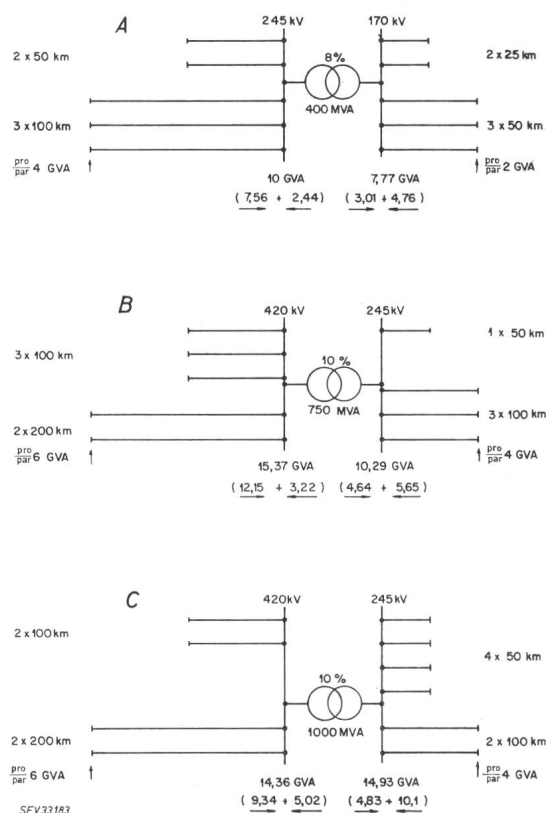 A
245 kV
170 kV
2 x 50 km
8%
2 x 25 km
400 MVA
3 x 100 km
3 x 50 km
pro
par 4 GVA
pro
par 2 GVA
10 GVA
7,77 GVA
( 7,56 + 2,44)
( 3,01 + 4,76)
B
420 kV
245 kV
1 x 50 km
3 x 100 km
10 %
750 MVA
2 x 200 km
3 x 100 km
pro
par 6 GVA
pro
par 4 GVA
15,37 GVA
10,29 GVA
( 12,15 + 3,22 )
( 4,64 + 5,65)
C
420kV
245kV
2 x 100 km
4 x 50 km
10 %
1000 MVA
2 x 200 km
2 x 100 km
pro
par 6 GVA
pro
par 4 GVA
14,36 GVA
14,93 GVA
(9,34 + 5,02 )
(4,83 + 10,1 )
SEV33183